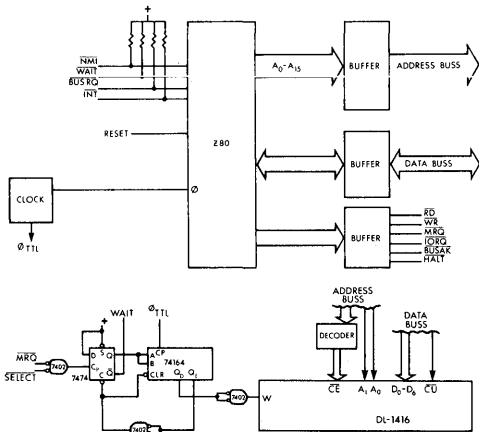 +
NMI
WAIT
BUSRQ
INT
RESET
Ø
Z80
A0-A15
BUFFER
ADDRESS BUSS
BUFFER
DATA BUSS
BUFFER
RD
WR
MRQ
IORQ
BUSAK
HALT
CLOCK
ØTTL
+
WAIT
ØTTL
ADDRESS
BUSS
DATA
BUSS
DECODER
MRQ
SELECT
7402
D S Q
CP
C Q
7474
A CP
B
CLR
74164
QD
7402
W
7402
CE A1 A0 D0-D6 CU
DL-1416